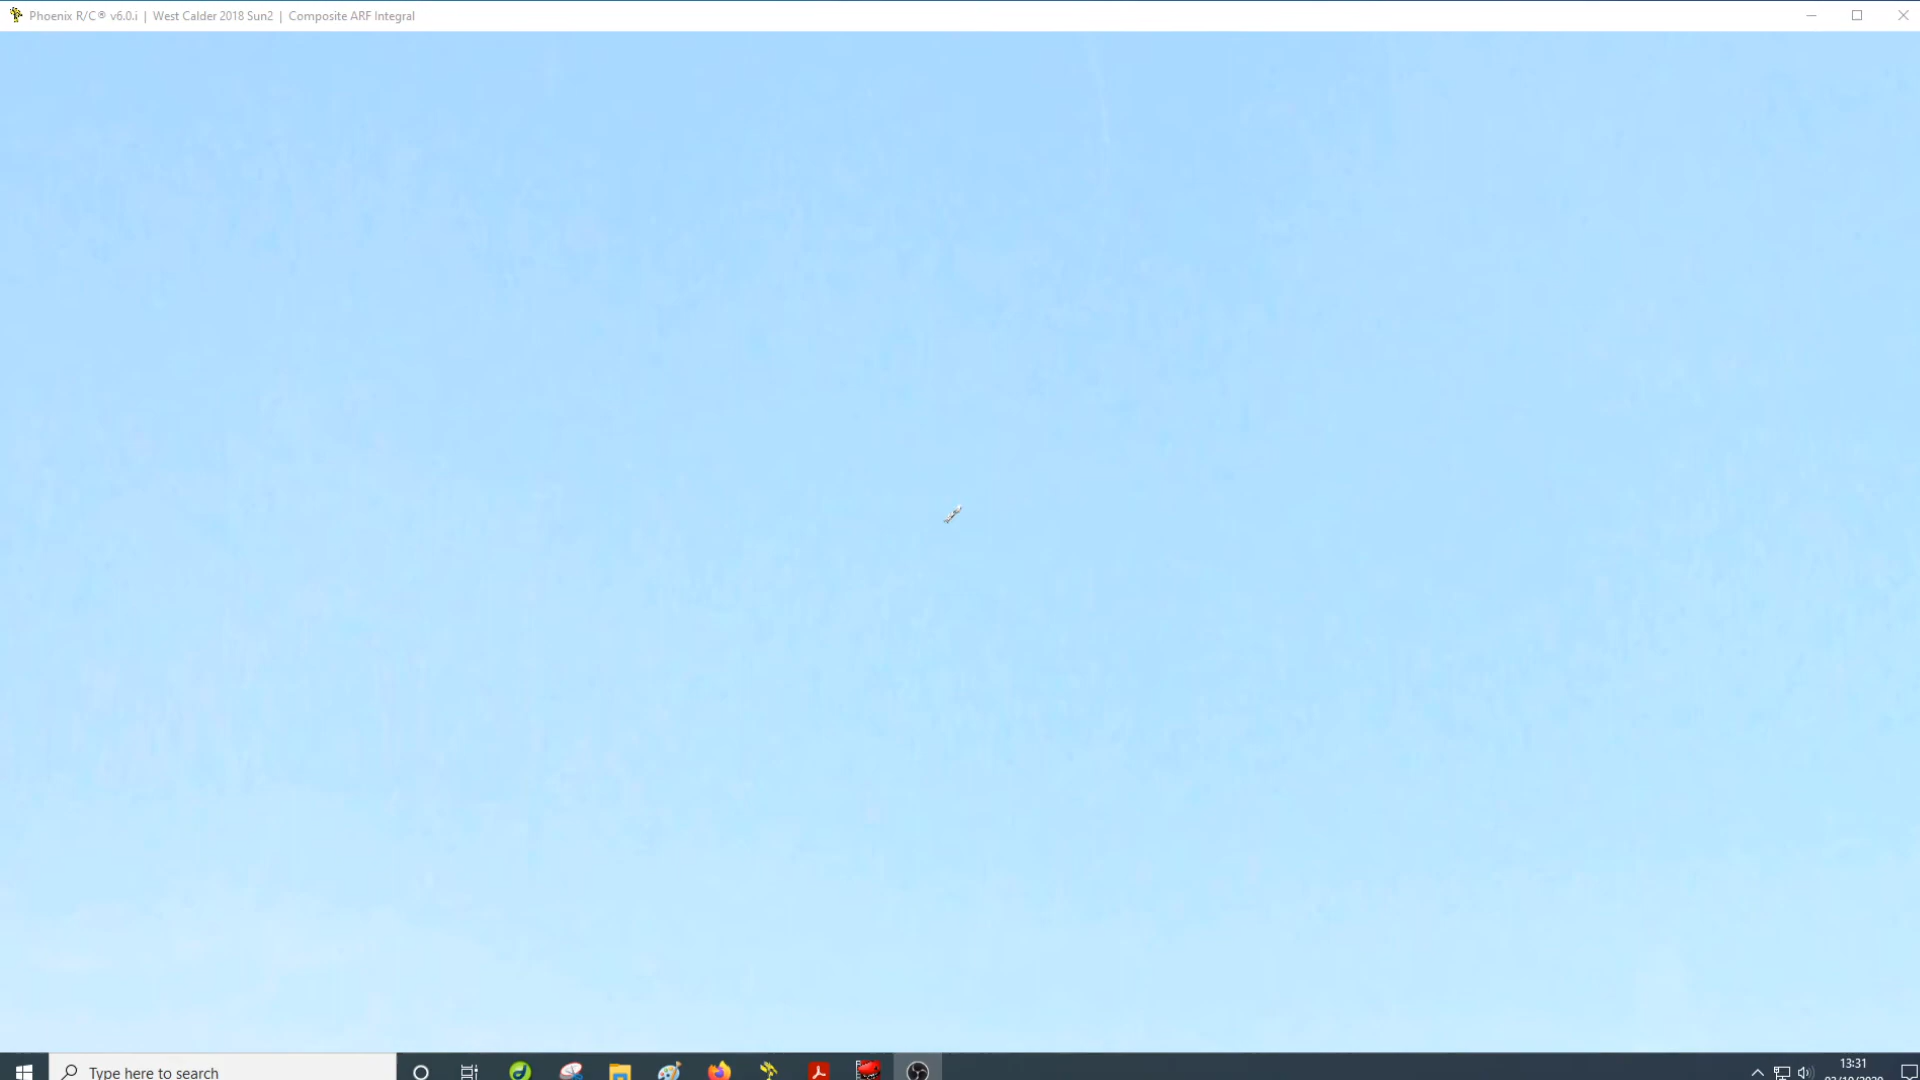 Phoenix R/C® v6.0.i | West Calder 2018 Sun2 | Composite ARF Integral
Type here to search
13:31